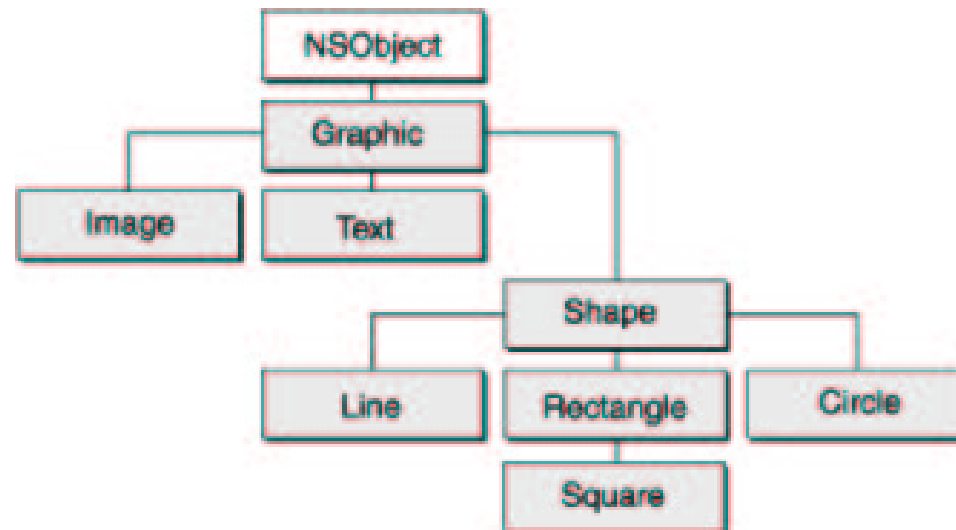 NSObject
Graphic
Image
Text
Shape
Line
Rectangle
Circle
Square